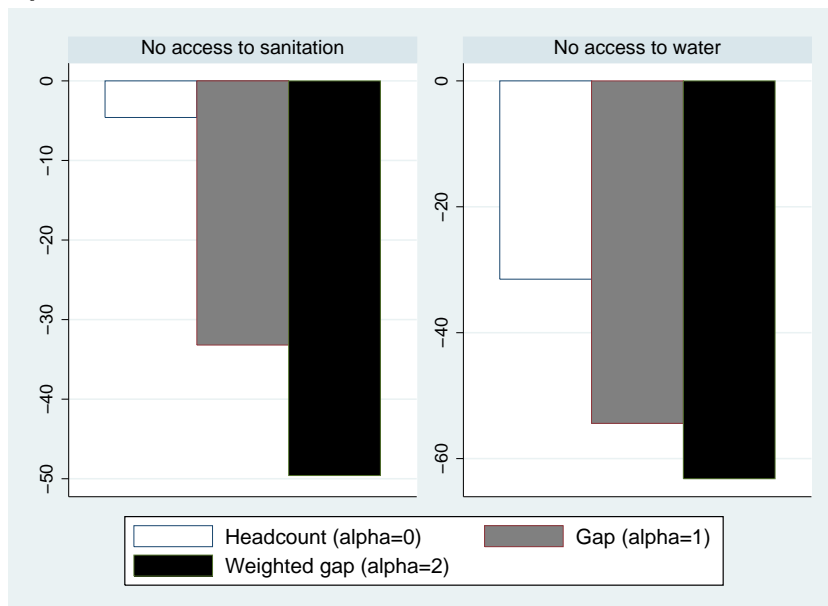 No access to sanitation
No access to water
0
−10
−20
−30
−40
−50
0
−20
−40
−60
Headcount (alpha=0)
Gap (alpha=1)
Weighted gap (alpha=2)